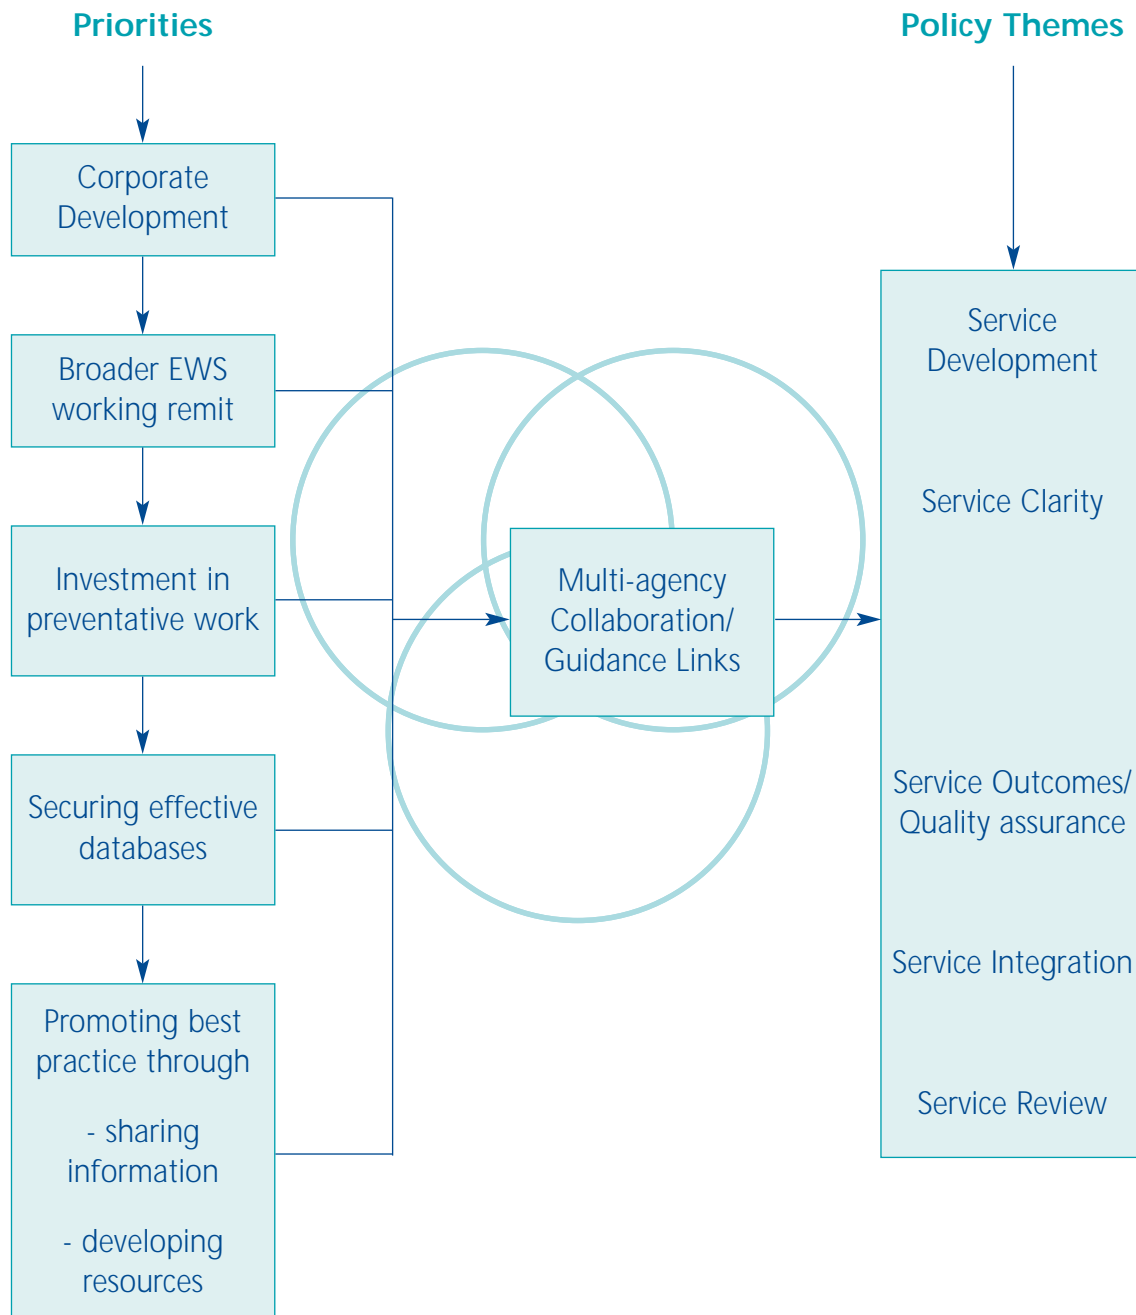 Priorities
Policy Themes
Corporate
Development
Broader EWS
working remit
Investment in
preventative work
Securing effective
databases
Promoting best
practice through
- sharing
information
- developing
resources
Multi-agency
Collaboration/
Guidance Links
Service
Development
Service Clarity
Service Outcomes/
Quality assurance
Service Integration
Service Review